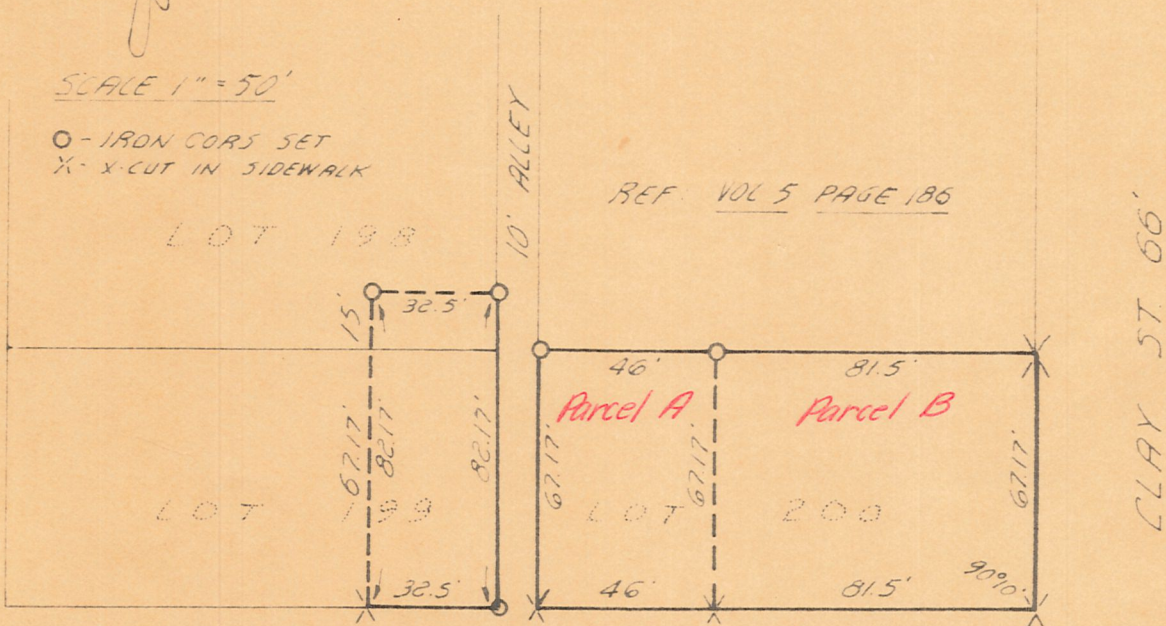 SCALE 1" = 50'
O - IRON CORS SET
X - X-CUT IN SIDEWALK
10' ALLEY
REF. VOL 5 PAGE 186
CLAY ST. 66'
LOT 198
32.5'
15'
46'
81.5'
Parcel A
Parcel B
67.17'
82.17'
82.17'
67.17'
67.17'
67.17'
LOT 199
LOT 200
32.5'
46'
81.5'